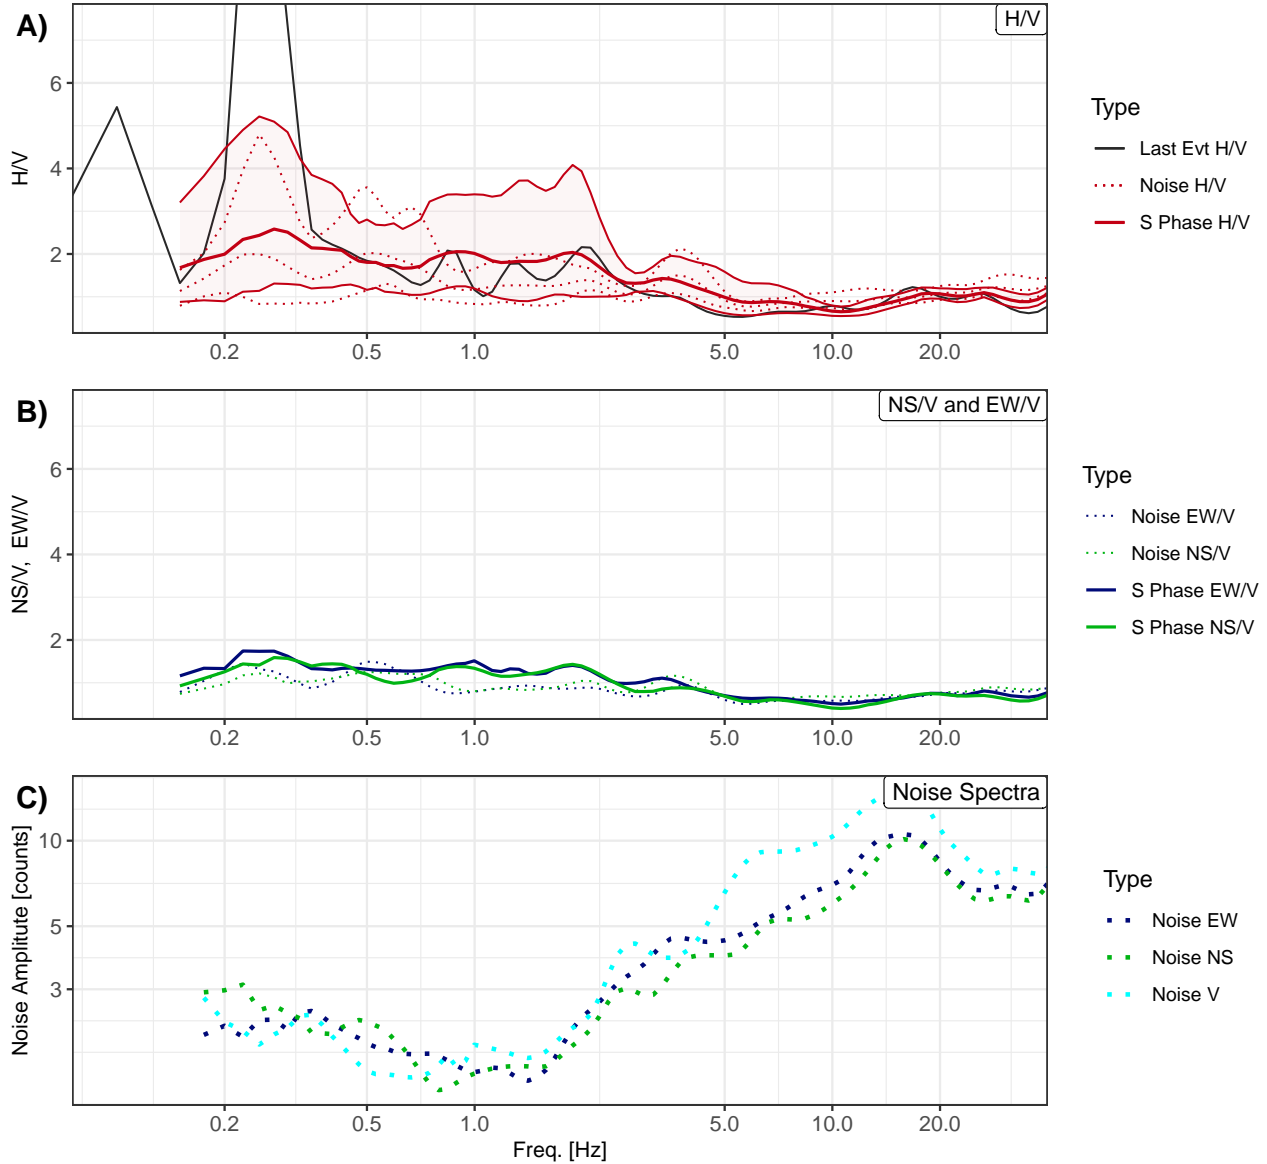 A)
H/V
6
4
2
H/V
0.2 0.5 1.0 5.0 10.0 20.0
Type
Last Evt H/V
Noise H/V
S Phase H/V
B)
NS/V and EW/V
6
4
2
NS/V, EW/V
0.2 0.5 1.0 5.0 10.0 20.0
Type
Noise EW/V
Noise NS/V
S Phase EW/V
S Phase NS/V
C)
Noise Spectra
10
5
3
Noise Amplitute [counts]
0.2 0.5 1.0 5.0 10.0 20.0
Freq. [Hz]
Type
Noise EW
Noise NS
Noise V